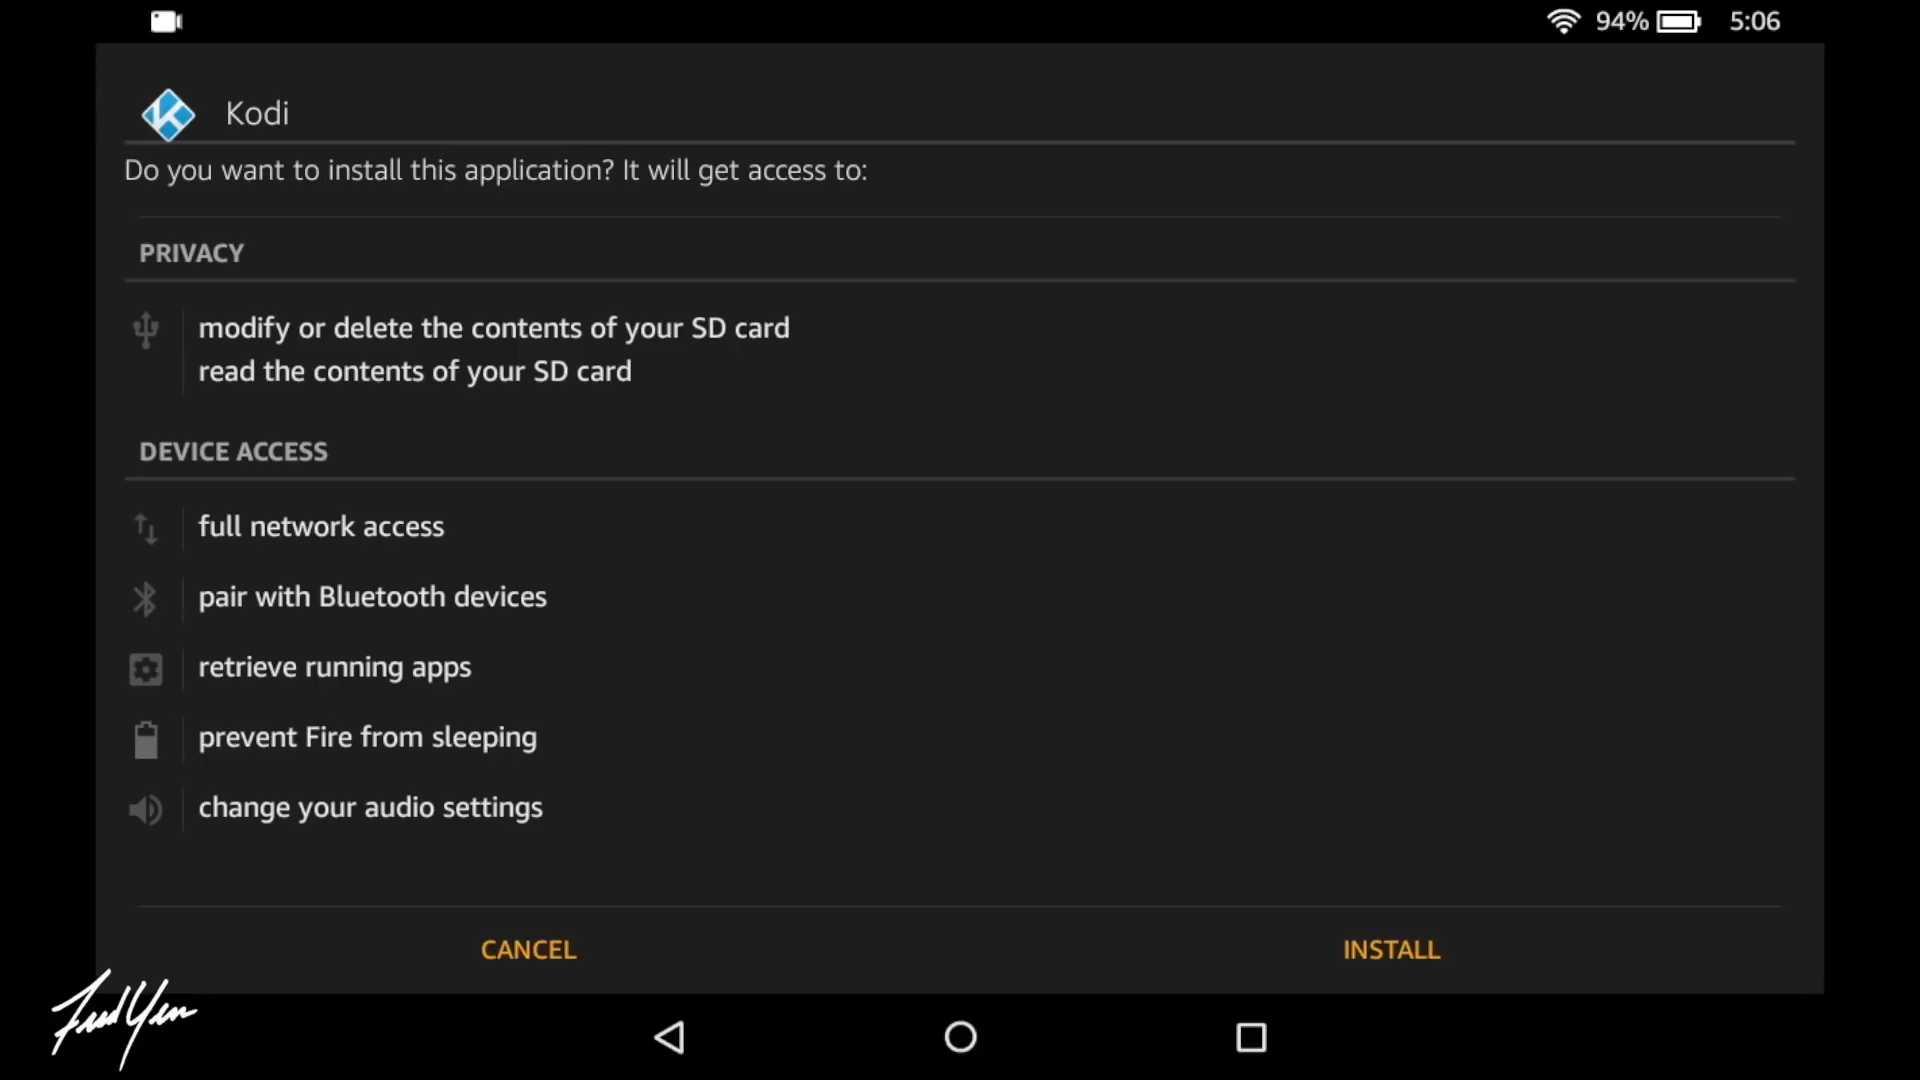 94% 5:06
Kodi
Do you want to install this application? It will get access to:
PRIVACY
modify or delete the contents of your SD card
read the contents of your SD card
DEVICE ACCESS
full network access
pair with Bluetooth devices
retrieve running apps
prevent Fire from sleeping
change your audio settings
CANCEL INSTALL
Fred Yen